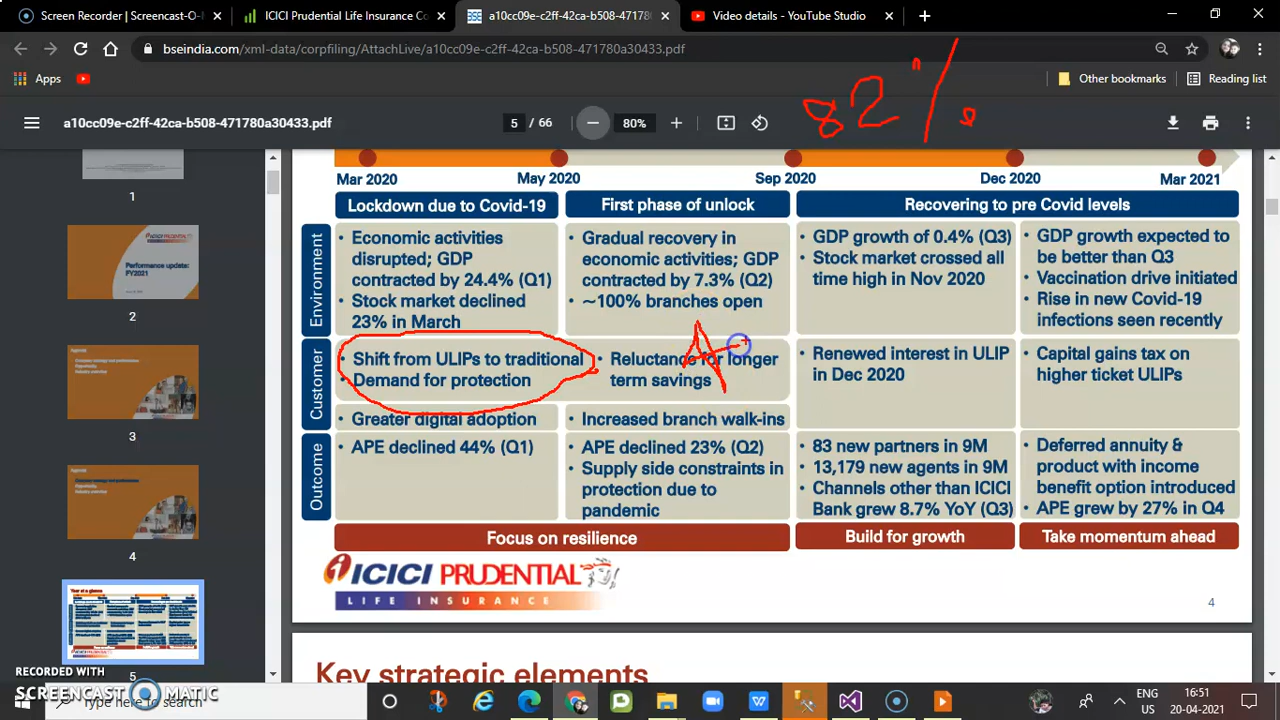 Screen Recorder | Screencast-O-M
ICICI Prudential Life Insurance Co
a10cc09e-c2ff-42ca-b508-471780
Video details - YouTube Studio
bseindia.com/xml-data/corpfiling/AttachLive/a10cc09e-c2ff-42ca-b508-471780a30433.pdf
Apps
Other bookmarks
Reading list
82%
a10cc09e-c2ff-42ca-b508-471780a30433.pdf
5 / 66
80%
1
Performance update:
FY2021
2
3
4
Year at a glance
5
Mar 2020
May 2020
Sep 2020
Dec 2020
Mar 2021
Lockdown due to Covid-19
First phase of unlock
Recovering to pre Covid levels
Environment
• Economic activities
disrupted; GDP
contracted by 24.4% (Q1)
• Stock market declined
23% in March
• Gradual recovery in
economic activities; GDP
contracted by 7.3% (Q2)
• ~100% branches open
• GDP growth of 0.4% (Q3)
• Stock market crossed all
time high in Nov 2020
• GDP growth expected to
be better than Q3
• Vaccination drive initiated
• Rise in new Covid-19
infections seen recently
Customer
• Shift from ULIPs to traditional
• Demand for protection
• Reluctance for longer
term savings
• Renewed interest in ULIP
in Dec 2020
• Capital gains tax on
higher ticket ULIPs
• Greater digital adoption
• Increased branch walk-ins
Outcome
• APE declined 44% (Q1)
• APE declined 23% (Q2)
• Supply side constraints in
protection due to
pandemic
• 83 new partners in 9M
• 13,179 new agents in 9M
• Channels other than ICICI
Bank grew 8.7% YoY (Q3)
• Deferred annuity &
product with income
benefit option introduced
• APE grew by 27% in Q4
Focus on resilience
Build for growth
Take momentum ahead
ICICI PRUDENTIAL
LIFE INSURANCE
4
Key strategic elements
RECORDED WITH
SCREENCAST MATIC
Type here to search
ENG
US
16:51
20-04-2021